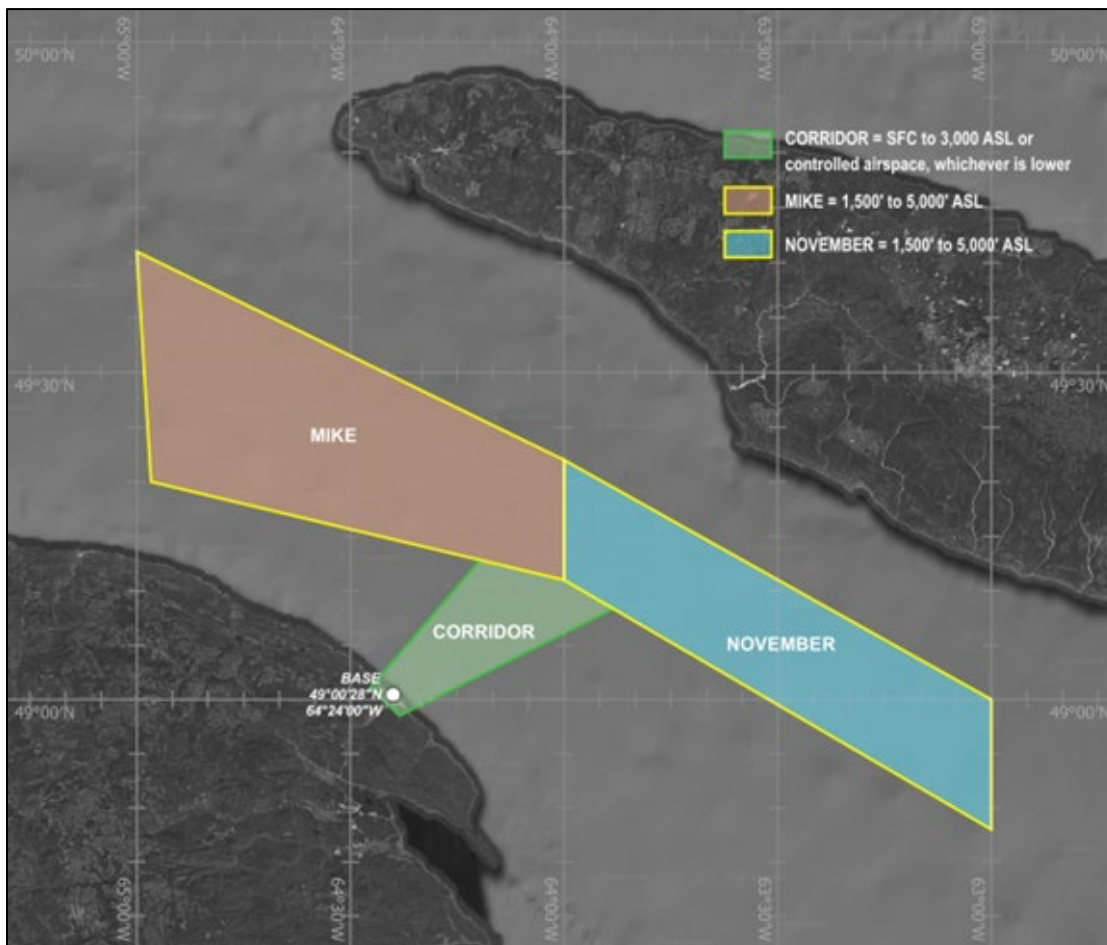 65°00'W
64°30'W
64°00'W
63°30'W
63°00'W
50°00'N
50°00'N
CORRIDOR = SFC to 3,000 ASL or
controlled airspace, whichever is lower
MIKE = 1,500' to 5,000' ASL
NOVEMBER = 1,500' to 5,000' ASL
49°30'N
49°30'N
MIKE
CORRIDOR
NOVEMBER
BASE
49°00'28"N
64°24'00"W
49°00'N
49°00'N
65°00'W
64°30'W
64°00'W
63°30'W
63°00'W